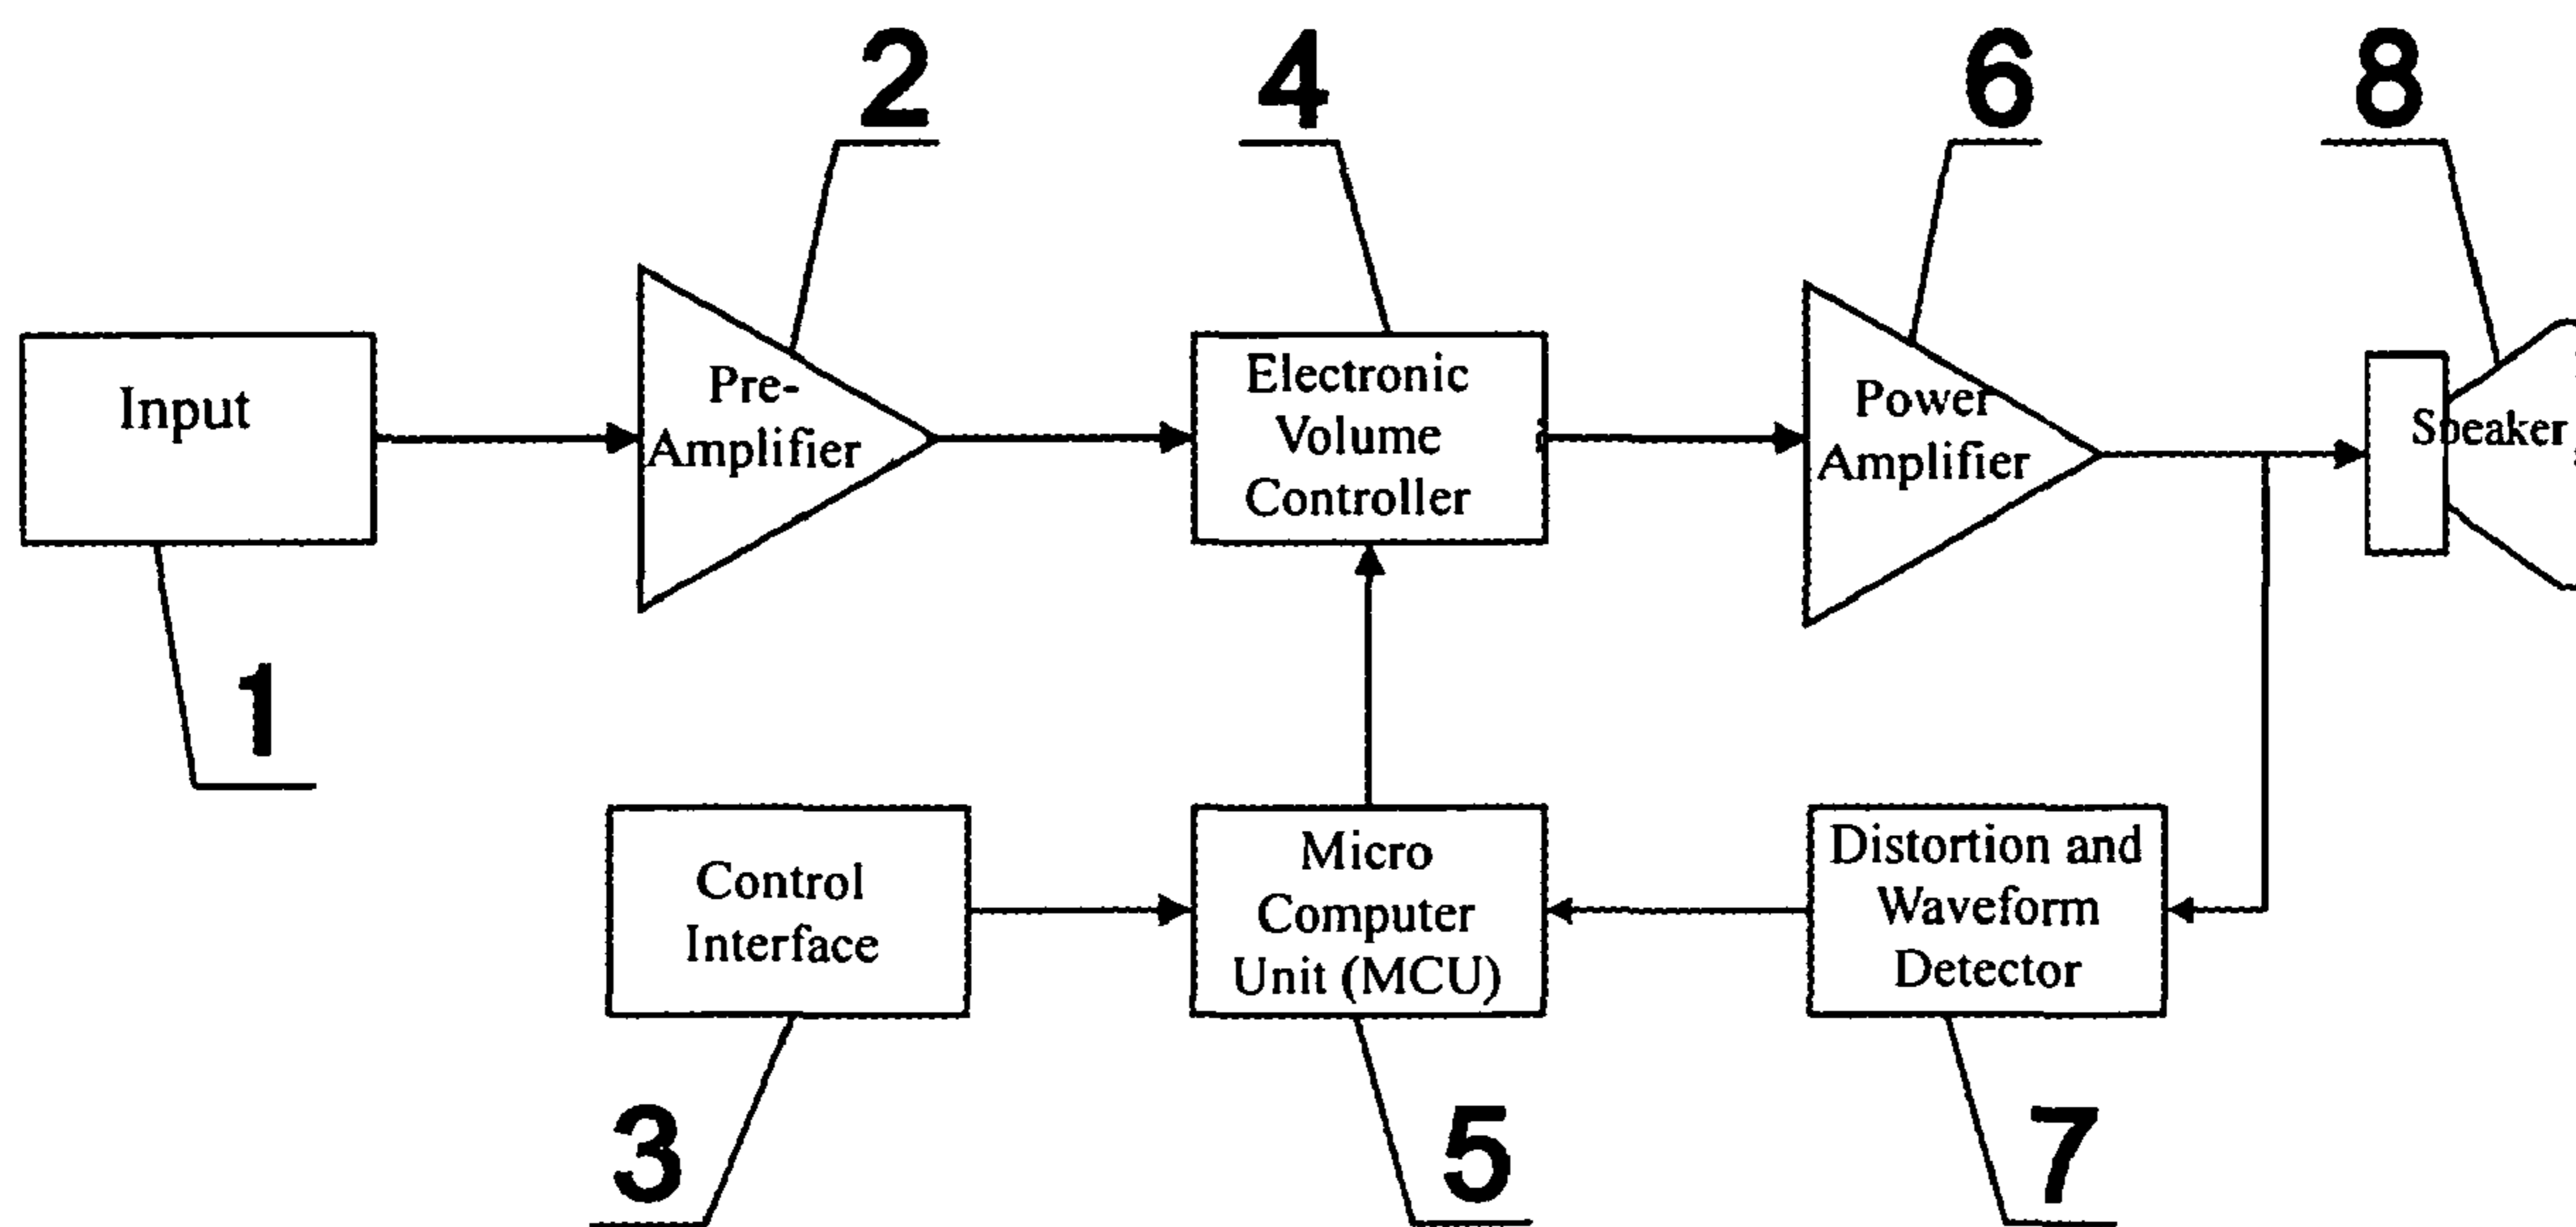 2
4
6
8
Input
Pre-
Amplifier
Electronic
Volume
Controller
Power
Amplifier
Speaker
1
Control
Interface
Micro
Computer
Unit (MCU)
Distortion and
Waveform
Detector
3
5
7